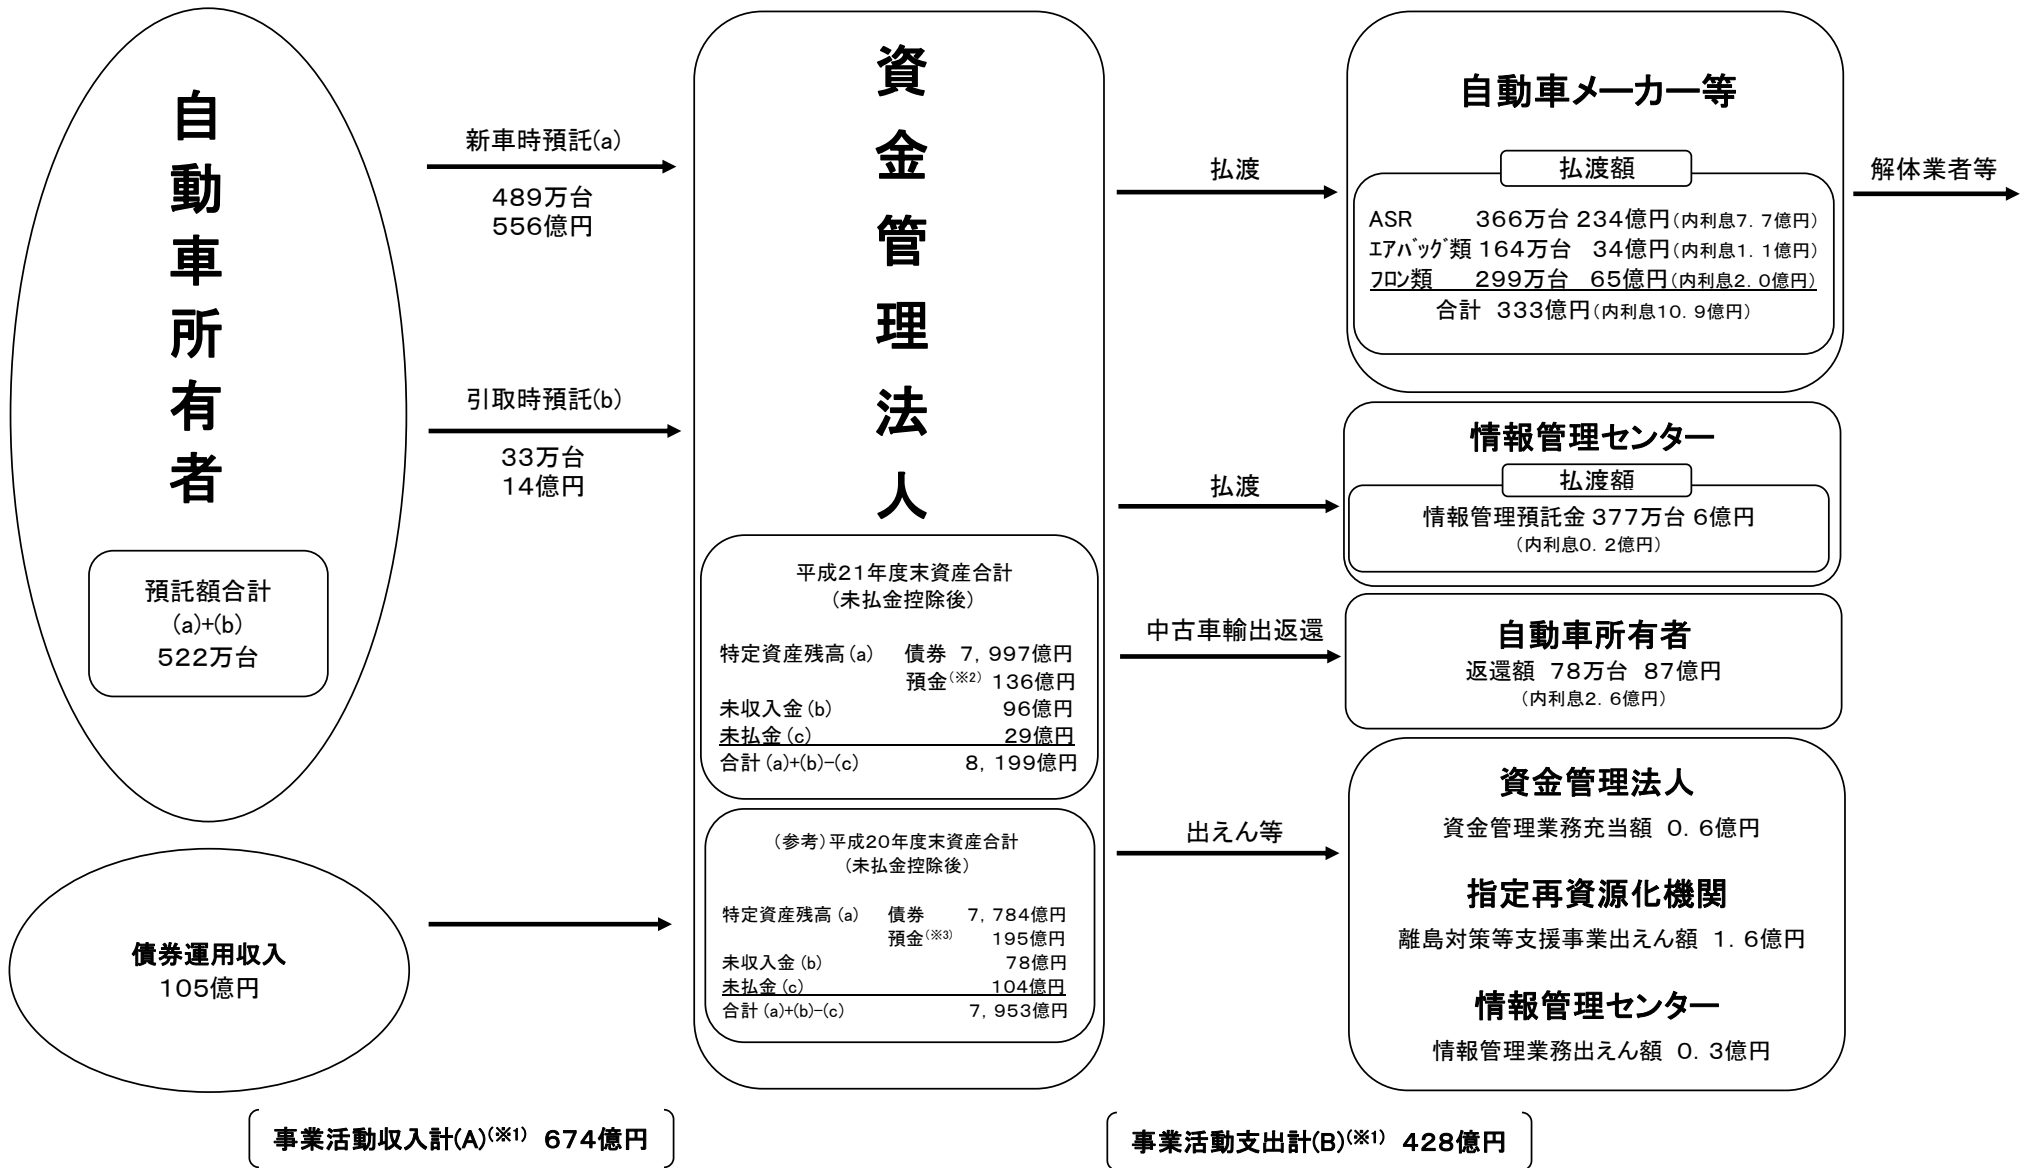 自動車所有者
預託額合計
(a)+(b)
522万台
新車時預託(a)
489万台
556億円
引取時預託(b)
33万台
14億円
債券運用収入
105億円
資金管理法人
平成21年度末資産合計
(未払金控除後)
特定資産残高(a) 債券 7,997億円
預金(※2) 136億円
未収入金(b) 96億円
未払金(c) 29億円
合計(a)+(b)-(c) 8,199億円
(参考)平成20年度末資産合計
(未払金控除後)
特定資産残高(a) 債券 7,784億円
預金(※3) 195億円
未収入金(b) 78億円
未払金(c) 104億円
合計(a)+(b)-(c) 7,953億円
払渡
自動車メーカー等
払渡額
ASR 366万台 234億円(内利息7.7億円)
エアバッグ類 164万台 34億円(内利息1.1億円)
フロン類 299万台 65億円(内利息2.0億円)
合計 333億円(内利息10.9億円)
解体業者等
払渡
情報管理センター
払渡額
情報管理預託金 377万台 6億円
(内利息0.2億円)
中古車輸出返還
自動車所有者
返還額 78万台 87億円
(内利息2.6億円)
出えん等
資金管理法人
資金管理業務充当額 0.6億円
指定再資源化機関
離島対策等支援事業出えん額 1.6億円
情報管理センター
情報管理業務出えん額 0.3億円
事業活動収入計(A)(※1) 674億円
事業活動支出計(B)(※1) 428億円